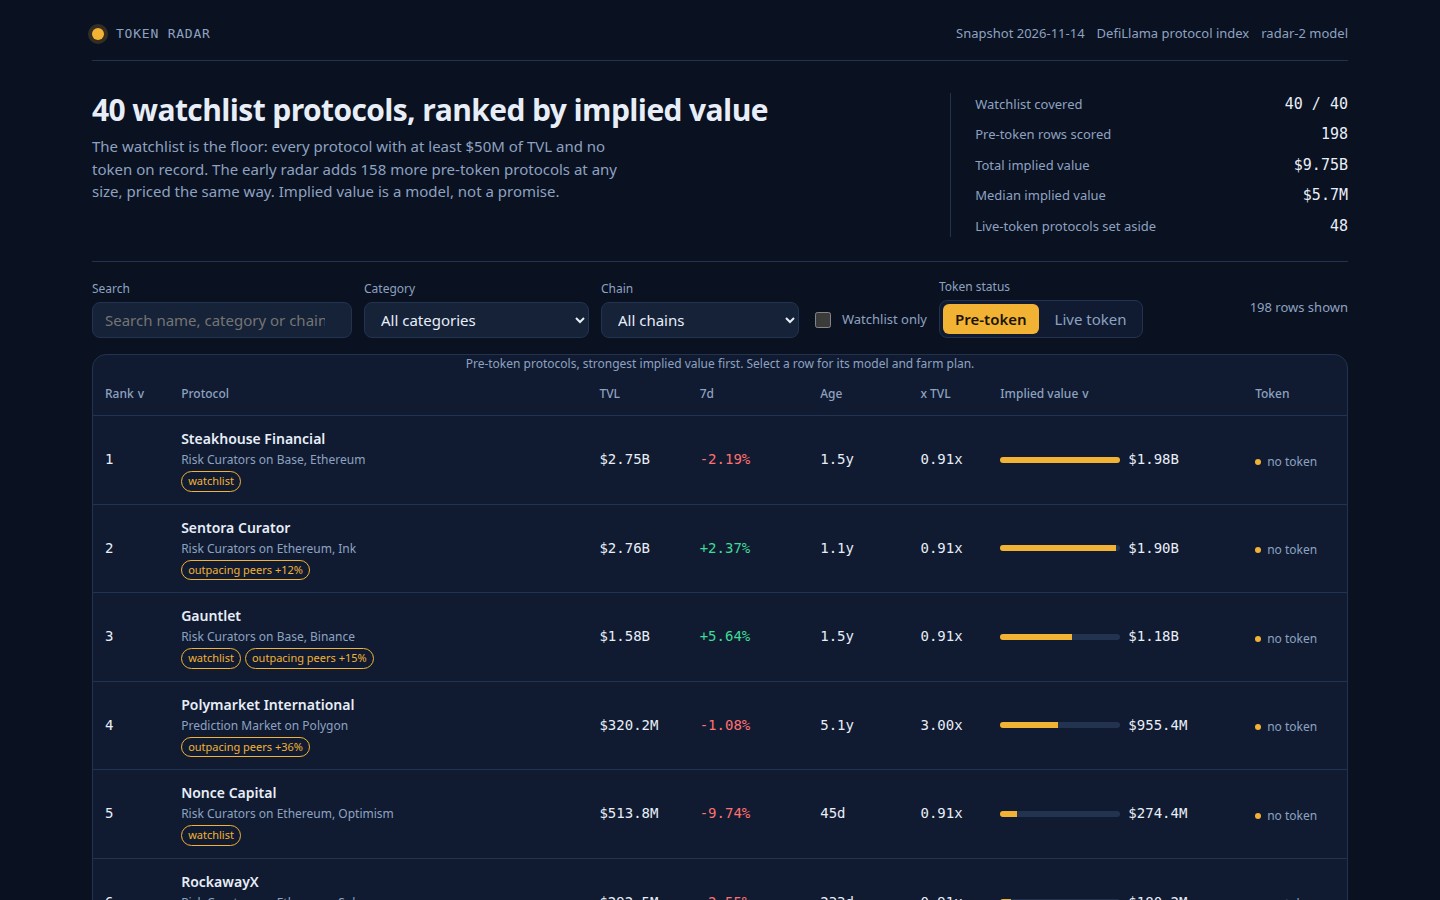 TOKEN RADAR
Snapshot 2026-11-14 DefiLlama protocol index radar-2 model
40 watchlist protocols, ranked by implied value
The watchlist is the floor: every protocol with at least $50M of TVL and no
token on record. The early radar adds 158 more pre-token protocols at any
size, priced the same way. Implied value is a model, not a promise.
Watchlist covered 40 / 40
Pre-token rows scored 198
Total implied value $9.75B
Median implied value $5.7M
Live-token protocols set aside 48
Search Category Chain Token status
Search name, category or chain All categories All chains Watchlist only Pre-token Live token 198 rows shown
Pre-token protocols, strongest implied value first. Select a row for its model and farm plan.
Rank v Protocol TVL 7d Age x TVL Implied value v Token
Steakhouse Financial
1 Risk Curators on Base, Ethereum $2.75B -2.19% 1.5y 0.91x $1.98B no token
watchlist
Sentora Curator
2 Risk Curators on Ethereum, Ink $2.76B +2.37% 1.1y 0.91x $1.90B no token
outpacing peers +12%
Gauntlet
3 Risk Curators on Base, Binance $1.58B +5.64% 1.5y 0.91x $1.18B no token
watchlist outpacing peers +15%
Polymarket International
4 Prediction Market on Polygon $320.2M -1.08% 5.1y 3.00x $955.4M no token
outpacing peers +36%
Nonce Capital
5 Risk Curators on Ethereum, Optimism $513.8M -9.74% 45d 0.91x $274.4M no token
watchlist
RockawayX